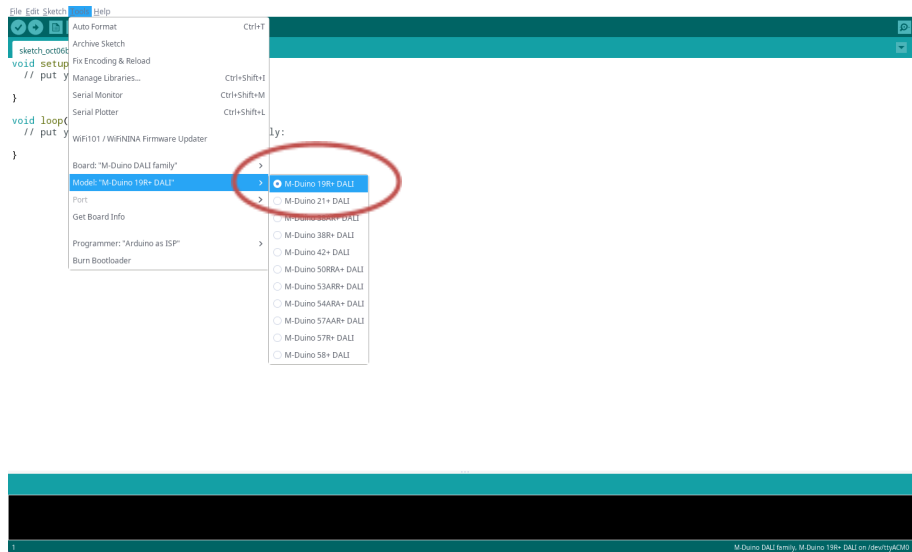 File Edit Sketch Tools Help
sketch_oct06b
void setup
// put y
}
void loop(
// put y
ly:
}
Auto Format Ctrl+T
Archive Sketch
Fix Encoding & Reload
Manage Libraries... Ctrl+Shift+I
Serial Monitor Ctrl+Shift+M
Serial Plotter Ctrl+Shift+L
WiFi101 / WiFiNINA Firmware Updater
Board: "M-Duino DALI family"
Model: "M-Duino 19R+ DALI"
Port
Get Board Info
Programmer: "Arduino as ISP"
Burn Bootloader
M-Duino 19R+ DALI
M-Duino 21+ DALI
M-Duino 38AR+ DALI
M-Duino 38R+ DALI
M-Duino 42+ DALI
M-Duino 50RRA+ DALI
M-Duino 53ARR+ DALI
M-Duino 54ARA+ DALI
M-Duino 57AAR+ DALI
M-Duino 57R+ DALI
M-Duino 58+ DALI
1
M-Duino DALI family, M-Duino 19R+ DALI on /dev/ttyACM0